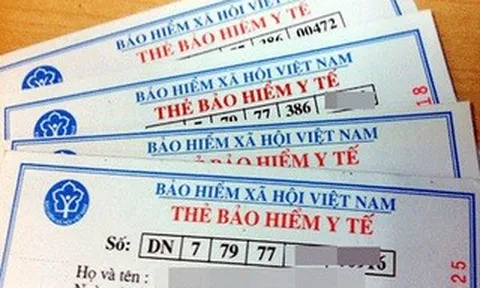 BẢO HIỂM XÃ HỘI VIỆT NAM
THẺ BẢO HIỂM Y TẾ
386 00472
BẢO HIỂM XÃ HỘI VIỆT NAM
THẺ BẢO HIỂM Y TẾ
79 77 386
18
BẢO HIỂM XÃ HỘI VIỆT NAM
THẺ BẢO HIỂM Y TẾ
BẢO HIỂM XÃ HỘI VIỆT NAM
THẺ BẢO HIỂM Y TẾ
Số: DN 7 79 77
Họ và tên :
25